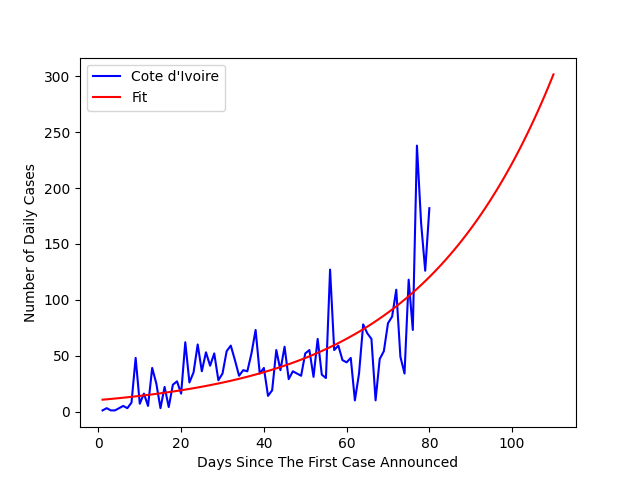 Cote d'Ivoire
Fit
300
250
200
150
100
50
0
Number of Daily Cases
0 20 40 60 80 100
Days Since The First Case Announced